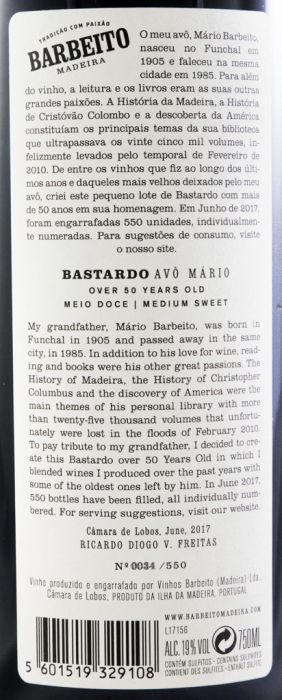 TRADIÇÃO COM PAIXÃO
BARBEITO
MADEIRA
O meu avô, Mário Barbeito,
nasceu no Funchal em
1905 e faleceu na mesma
cidade em 1985. Para além
do vinho, a leitura e os livros eram as suas outras
grandes paixões. A História da Madeira, a História
de Cristóvão Colombo e a descoberta da América
constituíam os principais temas da sua biblioteca
que ultrapassava os vinte cinco mil volumes, in-
felizmente levados pelo temporal de Fevereiro de
2010. De entre os vinhos que fiz ao longo dos últi-
mos anos e daqueles mais velhos deixados pelo meu
avô, criei este pequeno lote de Bastardo com mais
de 50 anos em sua homenagem. Em Junho de 2017,
foram engarrafadas 550 unidades, individualmen-
te numeradas. Para sugestões de consumo, visite
o nosso site.
BASTARDO AVÔ MÁRIO
OVER 50 YEARS OLD
MEIO DOCE | MEDIUM SWEET
My grandfather, Mário Barbeito, was born in
Funchal in 1905 and passed away in the same
city, in 1985. In addition to his love for wine, read-
ing and books were his other great passions. The
History of Madeira, the History of Christopher
Columbus and the discovery of America were the
main themes of his personal library with more
than twenty-five thousand volumes that unfortu-
nately were lost in the floods of February 2010.
To pay tribute to my grandfather, I decided to cre-
ate this Bastardo over 50 Years Old in which I
blended wines I produced over the past years with
some of the oldest ones left by him. In June 2017,
550 bottles have been filled, all individually num-
bered. For serving suggestions, visit our website.
Câmara de Lobos, June, 2017
RICARDO DIOGO V. FREITAS
Nº 0034 /550
Vinho produzido e engarrafado por Vinhos Barbeito (Madeira) Lda.
Câmara de Lobos, PRODUTO DA ILHA DA MADEIRA, PORTUGAL
WWW.BARBEITOMADEIRA.COM
L17156
ALC. 19% VOL 750ML
CONTÉM SULFITOS - CONTAINS SULPHITES
CONTIENT DES SULFITES - ENTHÄLT SULFIT
5 601519 329108